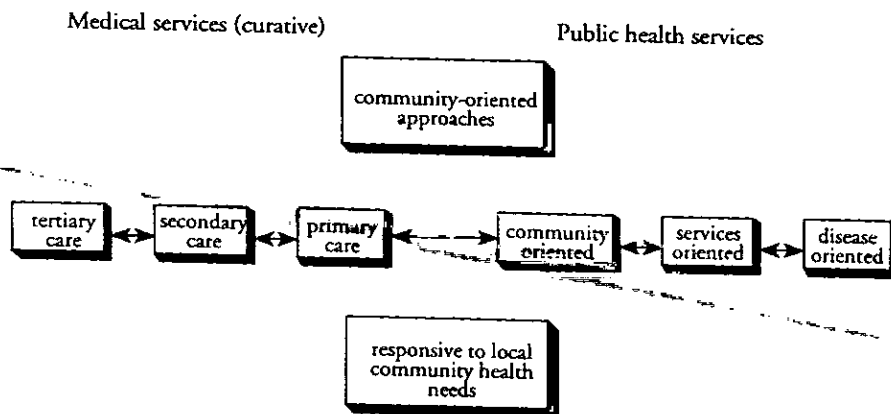 Medical services (curative)
Public health services
community-oriented
approaches
tertiary
care
secondary
care
primary
care
community
oriented
services
oriented
disease
oriented
responsive to local
community health
needs